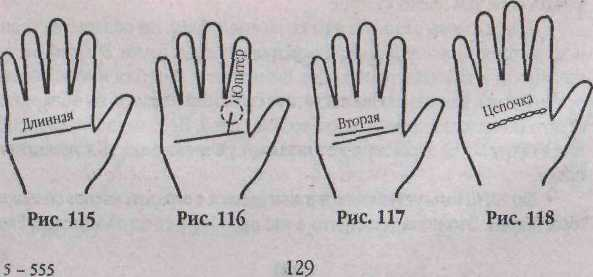 Длинная
Юпитер
Вторая
Цепочка
Рис. 115
Рис. 116
Рис. 117
Рис. 118
5 – 555
129